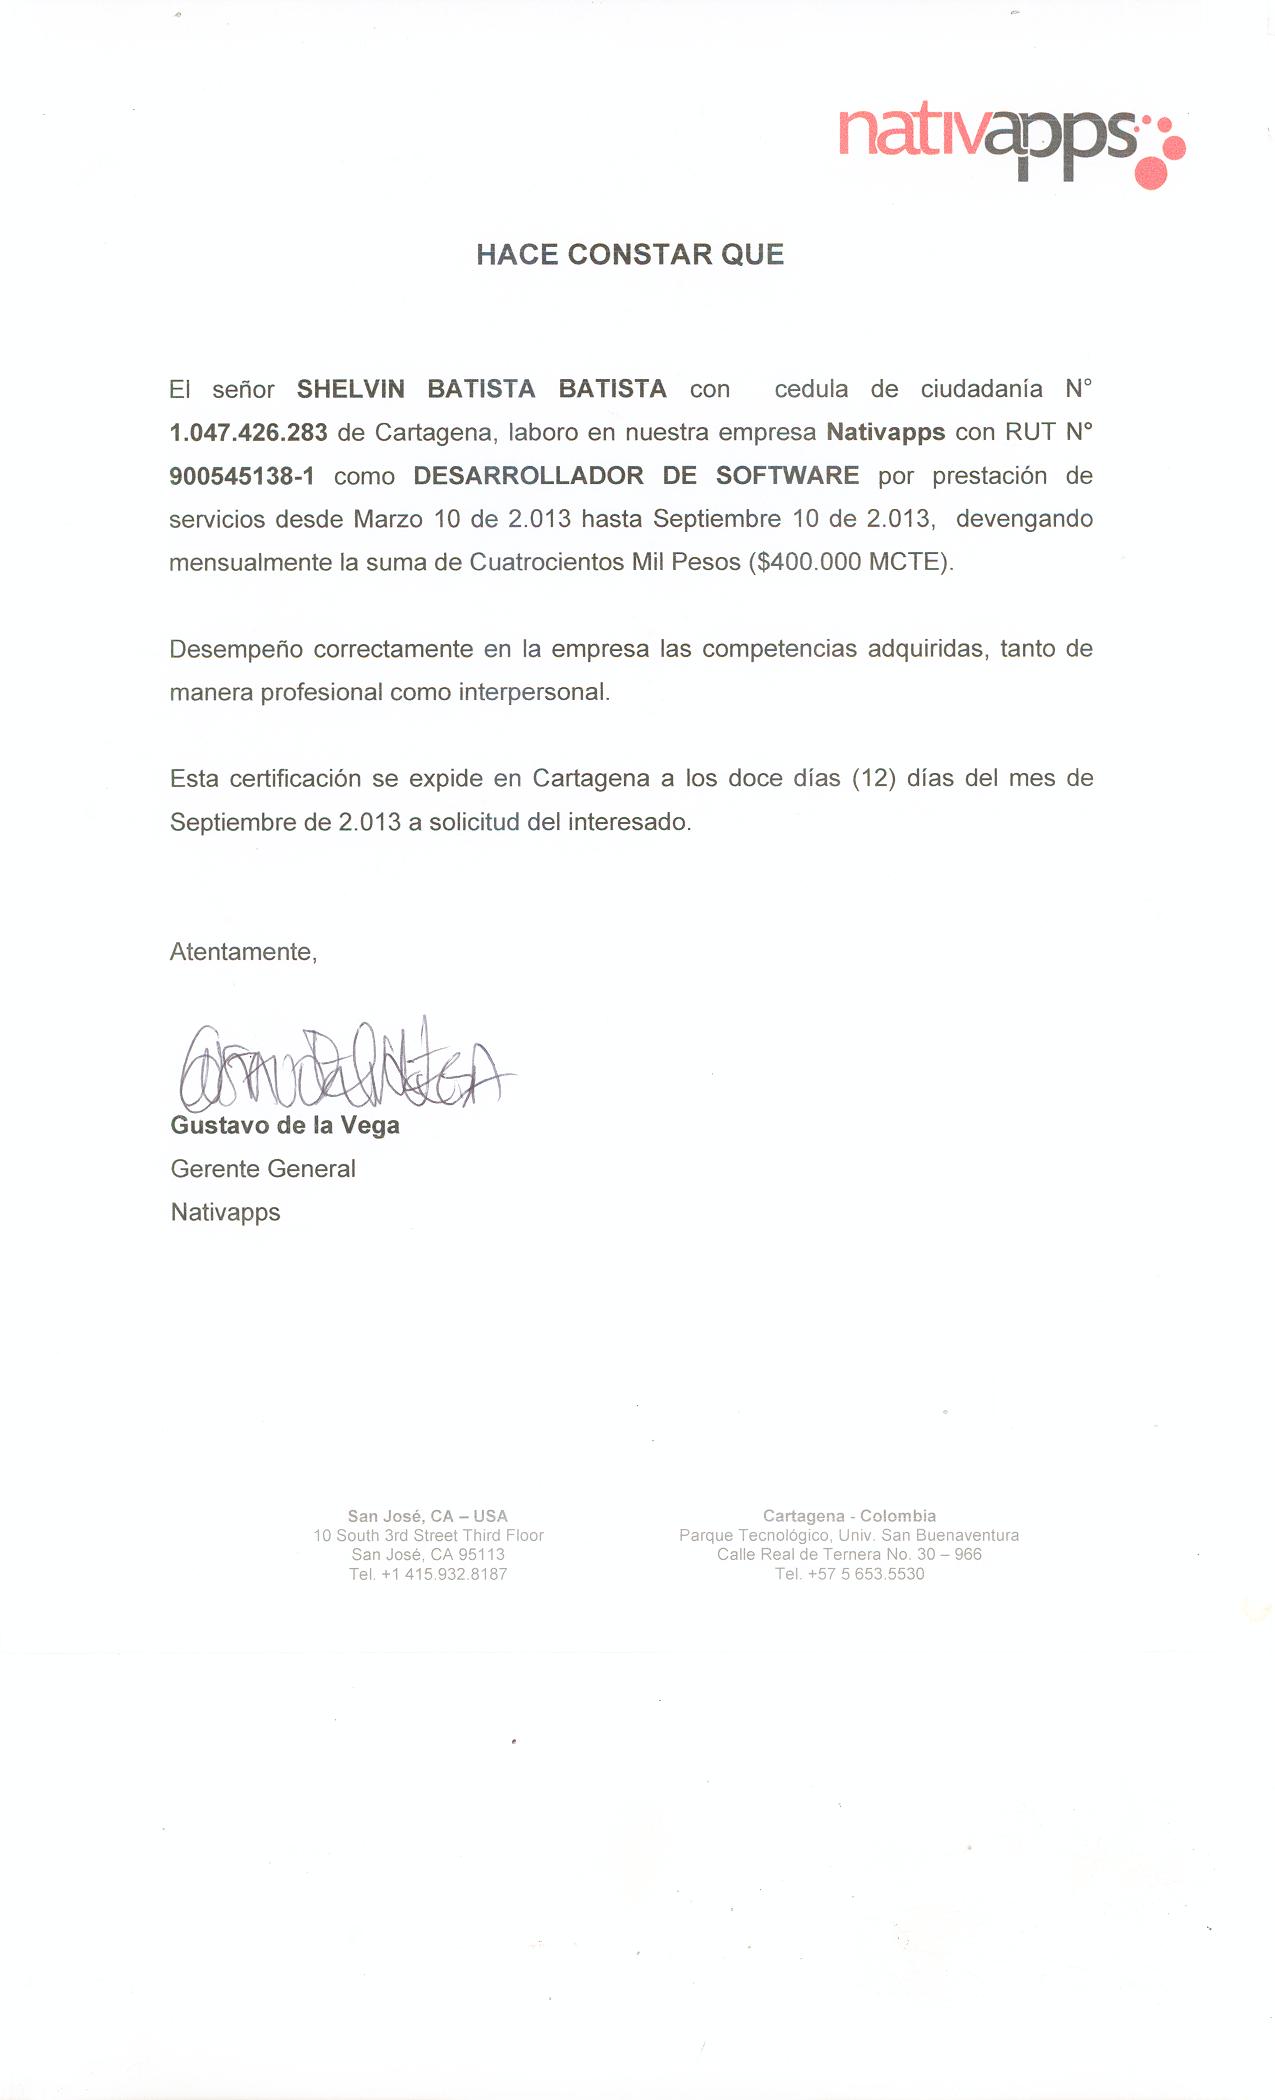 nativapps
HACE CONSTAR QUE
El señor SHELVIN BATISTA BATISTA con cedula de ciudadanía N°
1.047.426.283 de Cartagena, laboro en nuestra empresa Nativapps con RUT N°
900545138-1 como DESARROLLADOR DE SOFTWARE por prestación de
servicios desde Marzo 10 de 2.013 hasta Septiembre 10 de 2.013, devengando
mensualmente la suma de Cuatrocientos Mil Pesos ($400.000 MCTE).
Desempeño correctamente en la empresa las competencias adquiridas, tanto de
manera profesional como interpersonal.
Esta certificación se expide en Cartagena a los doce días (12) días del mes de
Septiembre de 2.013 a solicitud del interesado.
Atentamente,
Gustavo de la Vega
Gerente General
Nativapps
San José, CA – USA
10 South 3rd Street Third Floor
San José, CA 95113
Tel. +1 415.932.8187
Cartagena - Colombia
Parque Tecnológico, Univ. San Buenaventura
Calle Real de Ternera No. 30 – 966
Tel. +57 5 653.5530